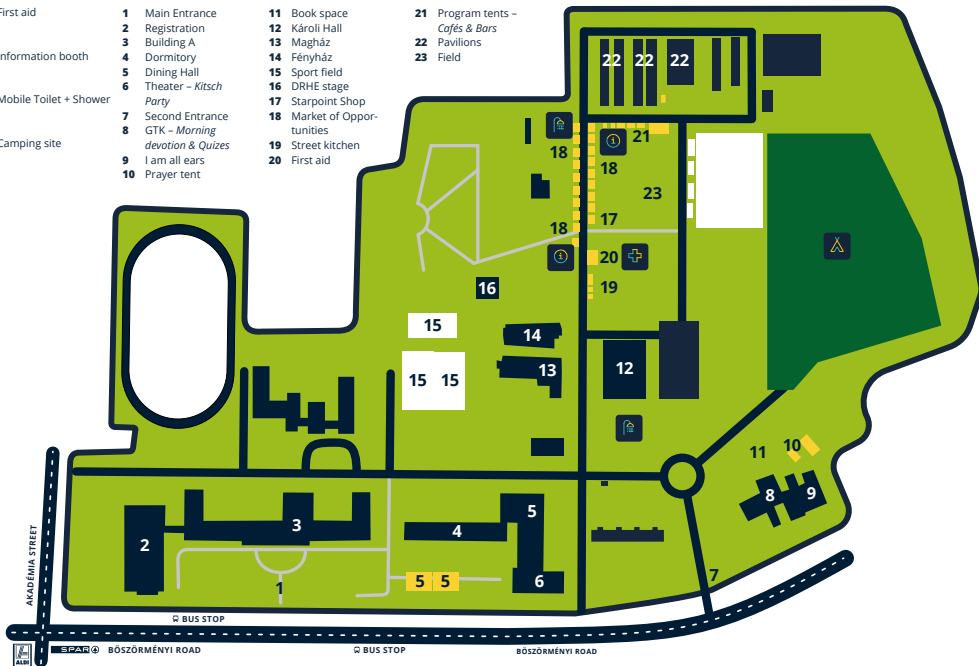 First aid
nformation booth
Mobile Toilet + Shower
Camping site
1 Main Entrance
2 Registration
3 Building A
4 Dormitory
5 Dining Hall
6 Theater – Kitsch
Party
7 Second Entrance
8 GTK – Morning
devotion & Quizes
9 I am all ears
10 Prayer tent
11 Book space
12 Károli Hall
13 Magház
14 Fényház
15 Sport field
16 DRHE stage
17 Starpoint Shop
18 Market of Oppor-
tunities
19 Street kitchen
20 First aid
21 Program tents –
Cafés & Bars
22 Pavilions
23 Field
22 22 22
21
18
18
23
17
18
20
19
16
15
14
15 15
13
12
11
10
8
9
5
4
3
2
5 5
6
7
1
AKADÉMIA STREET
BUS STOP
ALDI
SPAR
BÖSZÖRMÉNYI ROAD
BUS STOP
BÖSZÖRMÉNYI ROAD